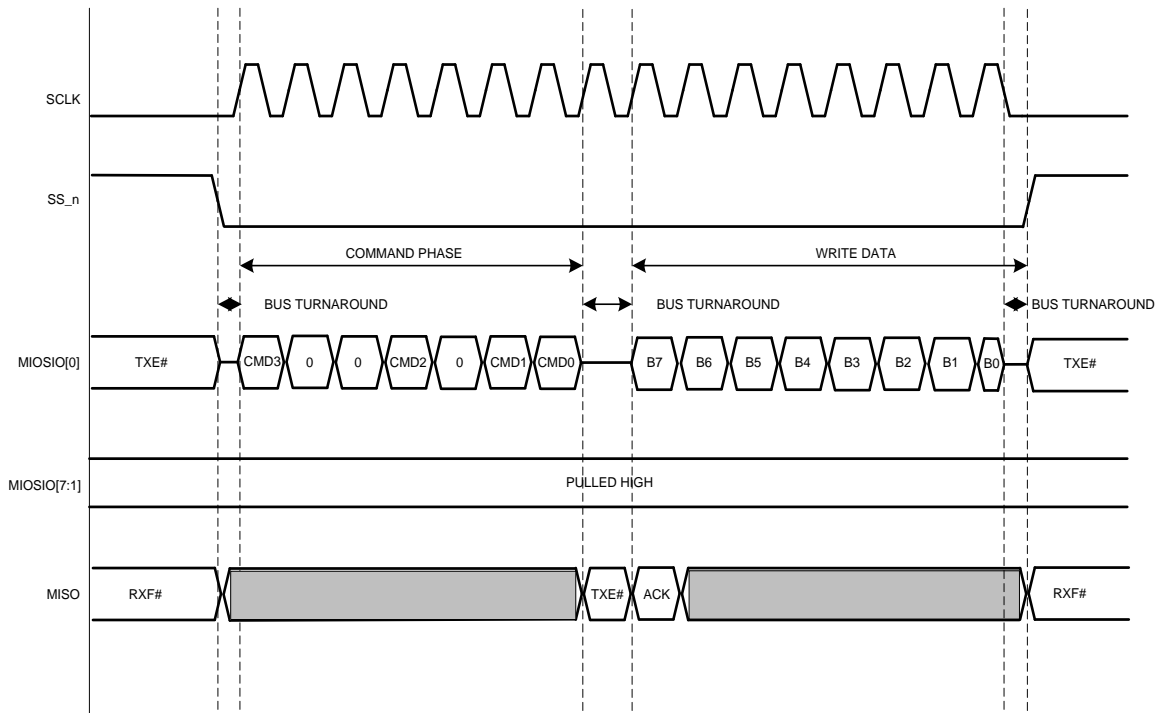 SCLK
SS_n
COMMAND PHASE WRITE DATA
BUS TURNAROUND BUS TURNAROUND BUS TURNAROUND
MIOSIO[0] TXE# CMD3 0 0 CMD2 0 CMD1 CMD0 B7 B6 B5 B4 B3 B2 B1 B0 TXE#
MIOSIO[7:1] PULLED HIGH
MISO RXF# TXE# ACK RXF#